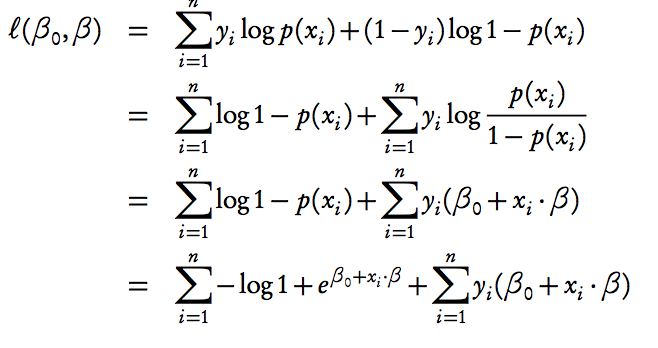 ℓ(β₀,β) = ∑ᵢ₌₁ⁿ yᵢ log p(xᵢ) + (1 − yᵢ) log 1 − p(xᵢ)
= ∑ᵢ₌₁ⁿ log 1 − p(xᵢ) + ∑ᵢ₌₁ⁿ yᵢ log p(xᵢ) / 1 − p(xᵢ)
= ∑ᵢ₌₁ⁿ log 1 − p(xᵢ) + ∑ᵢ₌₁ⁿ yᵢ(β₀ + xᵢ · β)
= ∑ᵢ₌₁ⁿ − log 1 + e^{β₀+xᵢ·β} + ∑ᵢ₌₁ⁿ yᵢ(β₀ + xᵢ · β)